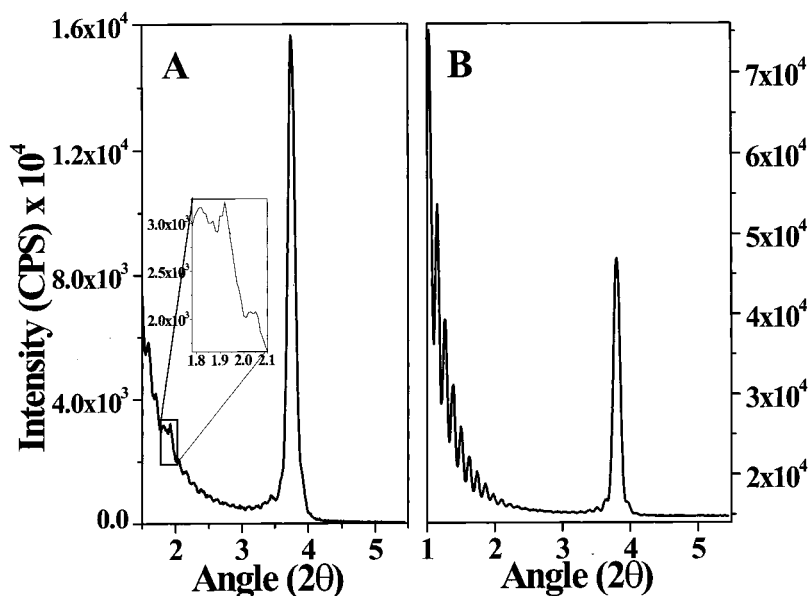 A
B
Intensity (CPS) x 10⁴
1.6x10⁴
1.2x10⁴
8.0x10³
4.0x10³
0.0
3.0x10³
2.5x10³
2.0x10³
1.8 1.9 2.0 2.1
2 3 4 5
Angle (2θ)
7x10⁴
6x10⁴
5x10⁴
4x10⁴
3x10⁴
2x10⁴
1 2 3 4 5
Angle (2θ)